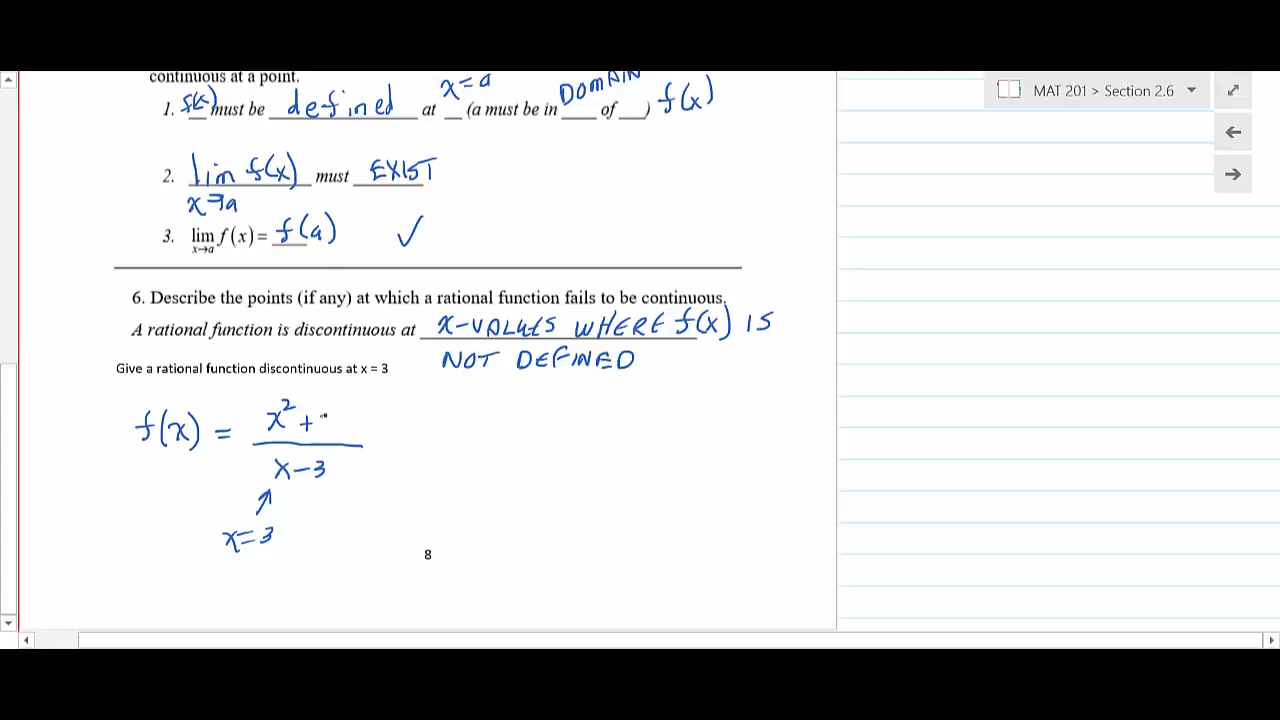 continuous at a point.
1. f(x) must be defined at x=a (a must be in DOMAIN of f(x))
2. lim f(x) must EXIST
x→a
3. lim f(x) = f(a) ✓
x→a
6. Describe the points (if any) at which a rational function fails to be continuous.
A rational function is discontinuous at x-VALUES WHERE f(x) IS
NOT DEFINED
Give a rational function discontinuous at x = 3
f(x) = x² +
x-3
x=3
8
MAT 201 > Section 2.6